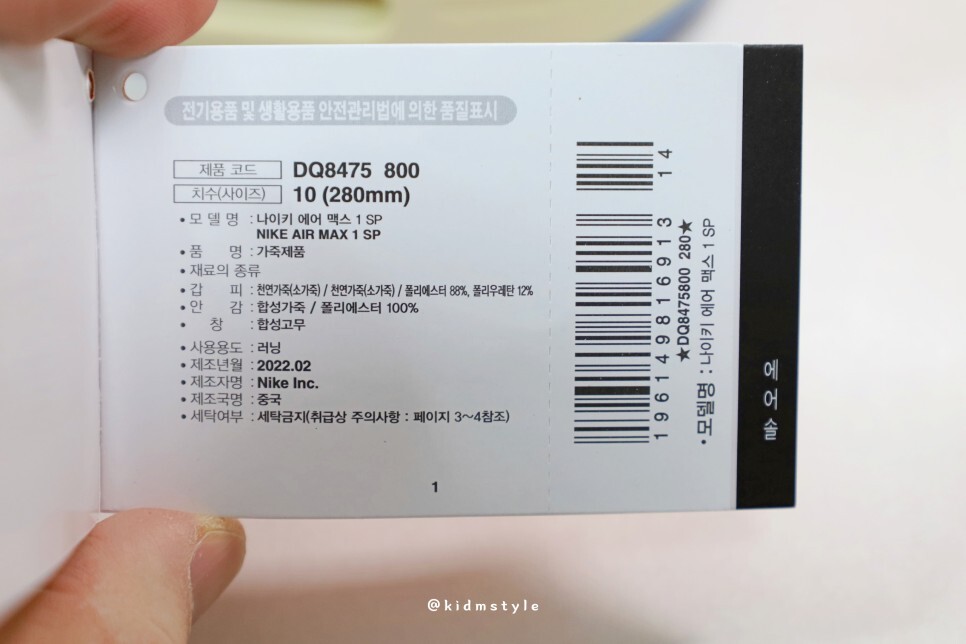 전기용품 및 생활용품 안전관리법에 의한 품질표시
제품 코드 DQ8475 800
치수(사이즈) 10 (280mm)
• 모 델 명 : 나이키 에어 맥스 1 SP
NIKE AIR MAX 1 SP
• 품 명 : 가죽제품
• 재료의 종류
• 갑 피 : 천연가죽(소가죽) / 천연가죽(소가죽) / 폴리에스터 88%, 폴리우레탄 12%
• 안 감 : 합성가죽 / 폴리에스터 100%
• 창 : 합성고무
• 사용용도 : 러닝
• 제조년월 : 2022.02
• 제조자명 : Nike Inc.
• 제조국명 : 중국
• 세탁여부 : 세탁금지(취급상 주의사항 : 페이지 3~4참조)
1
14
196149816913
★DQ8475800 280★
• 모델명 : 나이키 에어 맥스 1 SP
에어솔
@kidmstyle